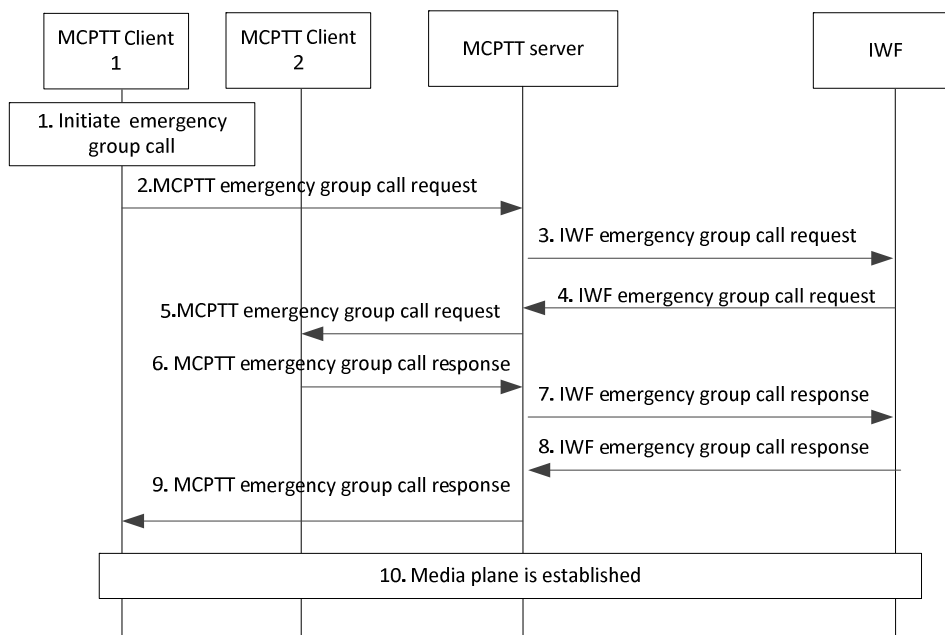 MCPTT Client
1
MCPTT Client
2
MCPTT server
IWF
1. Initiate emergency
group call
2.MCPTT emergency group call request
3. IWF emergency group call request
4. IWF emergency group call request
5.MCPTT emergency group call request
6. MCPTT emergency group call response
7. IWF emergency group call response
8. IWF emergency group call response
9. MCPTT emergency group call response
10. Media plane is established